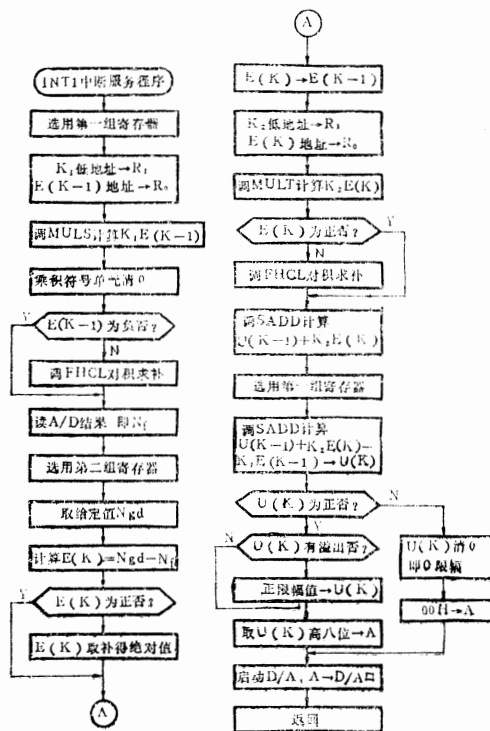 INT1中断服务程序
选用第一组寄存器
K₁低地址→R₁
E(K-1)地址→R₀
调MULS计算K₁E(K-1)
乘积符号单元清0
E(K-1)为负否?
Y
N
调FHCL对积求补
读A/D结果 即Nf
选用第二组寄存器
取给定值Ngd
计算E(K)=Ngd-Nf
E(K)为正否?
Y
E(K)取补得绝对值
A
A
E(K)→E(K-1)
K₂低地址→R₁
E(K)地址→R₀
调MULT计算K₂E(K)
E(K)为正否?
Y
N
调FHCL对积求补
调SADD计算
U(K-1)+K₂E(K)
选用第一组寄存器
调SADD计算
U(K-1)+K₂E(K)-
K₁E(K-1)→U(K)
U(K)为正否?
N
Y
U(K)有溢出否?
N
正限幅值→U(K)
U(K)清0
即0限幅
00H→A
取U(K)高八位→A
启动D/A, A→D/A口
返回